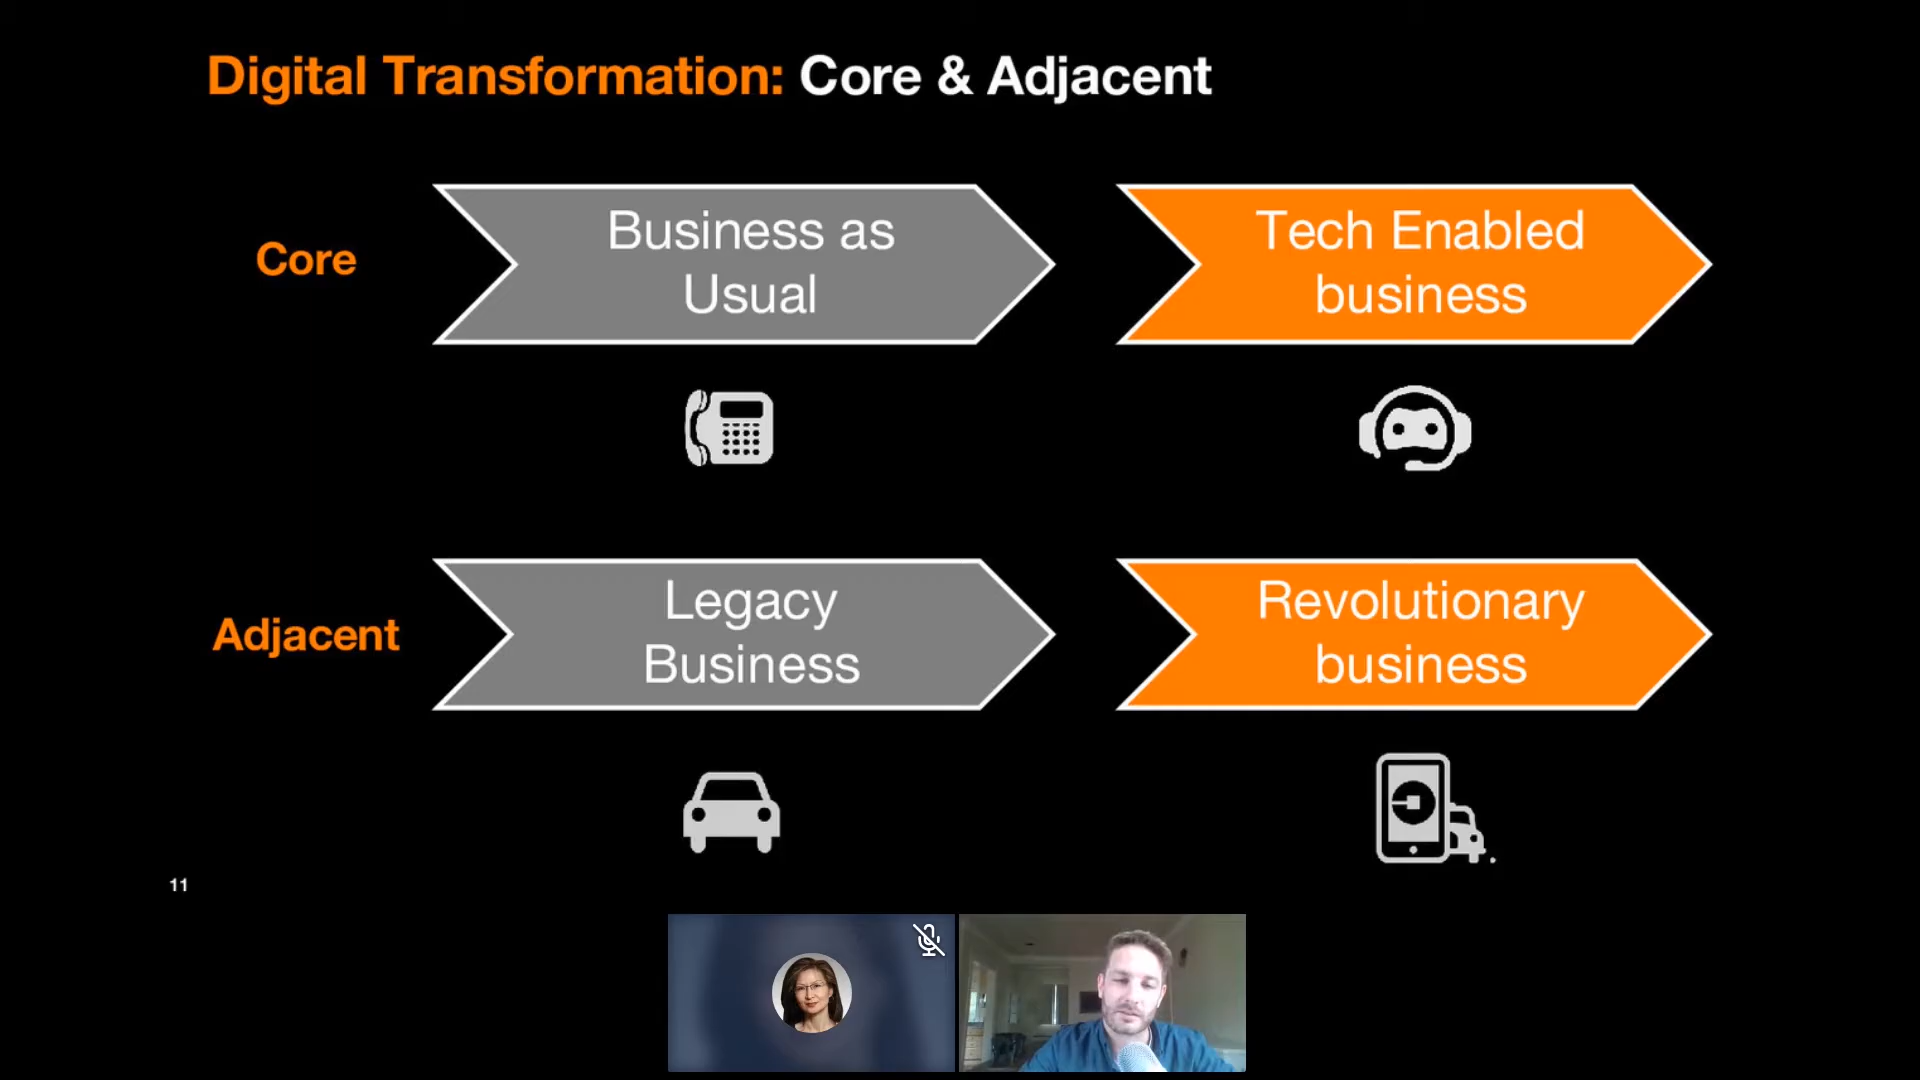 Digital Transformation: Core & Adjacent
Core
Business as
Usual
Tech Enabled
business
Adjacent
Legacy
Business
Revolutionary
business
11